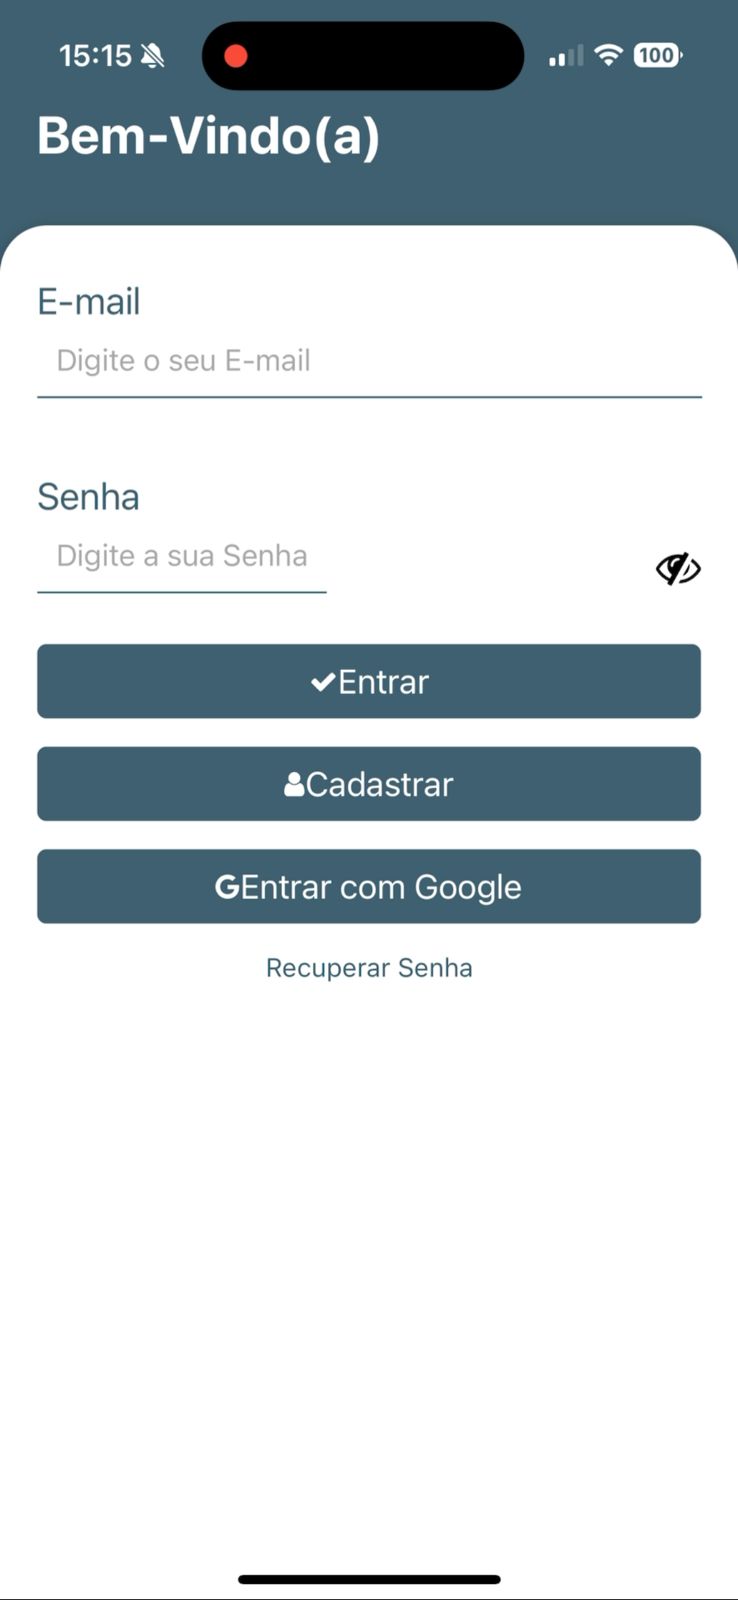 15:15
100
Bem-Vindo(a)
E-mail
Digite o seu E-mail
Senha
Digite a sua Senha
Entrar
Cadastrar
GEntrar com Google
Recuperar Senha